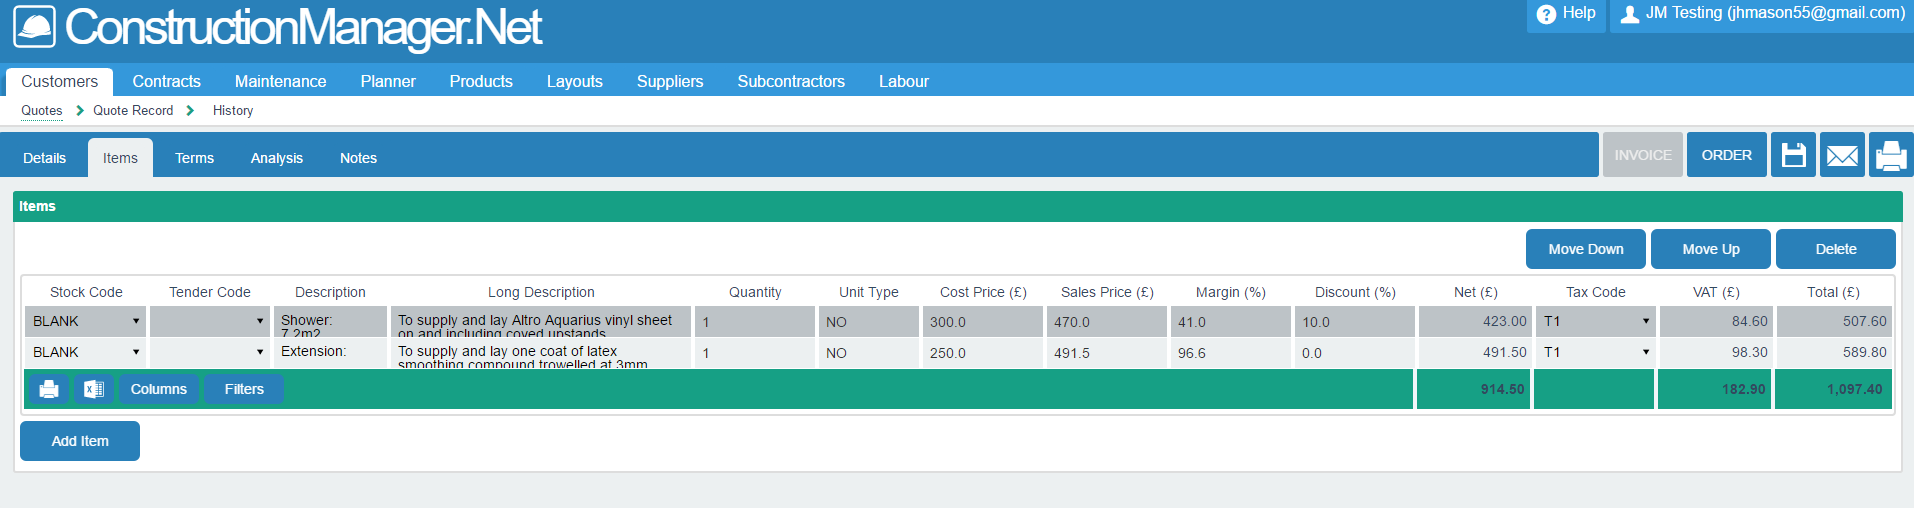 ConstructionManager.Net
Help JM Testing (jhmason55@gmail.com)
Customers Contracts Maintenance Planner Products Layouts Suppliers Subcontractors Labour
Quotes Quote Record History
Details Items Terms Analysis Notes INVOICE ORDER
Items
Move Down Move Up Delete
Stock Code Tender Code Description Long Description Quantity Unit Type Cost Price (£) Sales Price (£) Margin (%) Discount (%) Net (£) Tax Code VAT (£) Total (£)
BLANK Shower: To supply and lay Altro Aquarius vinyl sheet 1 NO 300.0 470.0 41.0 10.0 423.00 T1 84.60 507.60
7.2m2 on and including coved upstands
BLANK Extension: To supply and lay one coat of latex 1 NO 250.0 491.5 96.6 0.0 491.50 T1 98.30 589.80
smoothing compound trowelled at 3mm
Columns Filters 914.50 182.90 1,097.40
Add Item